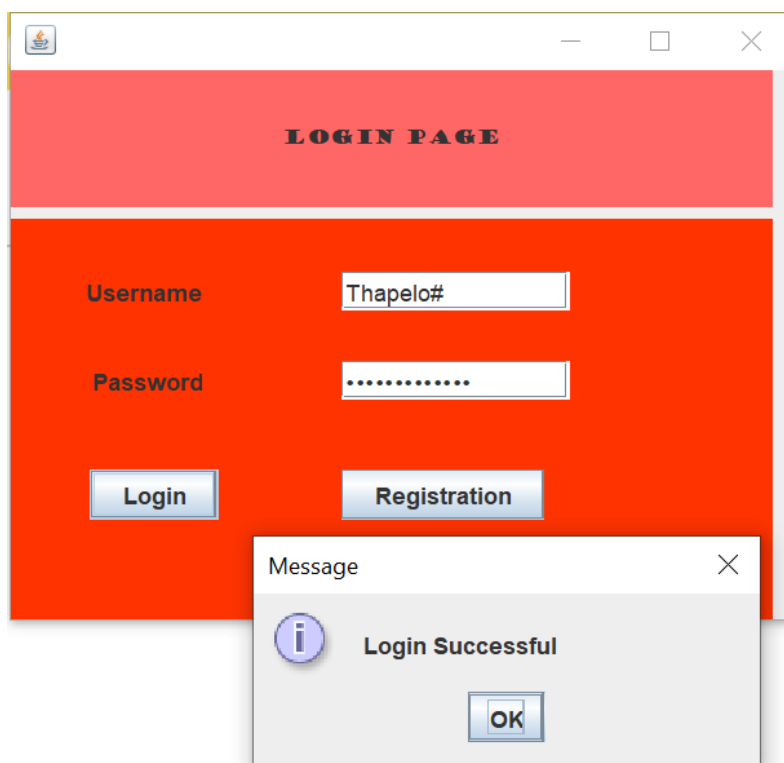 LOGIN PAGE
Username Thapelo#
Password •••••••••••••
Login Registration
Message
Login Successful
OK